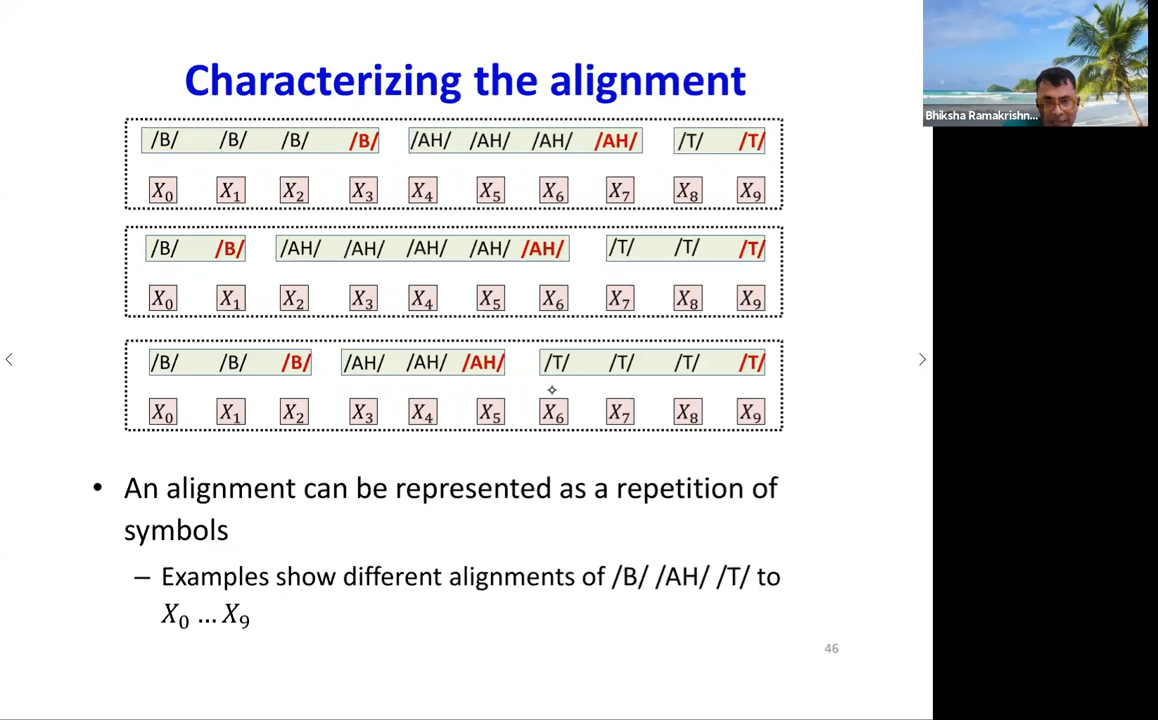 Characterizing the alignment
Bhiksha Ramakrishn...
/B/ /B/ /B/ /B/ /AH/ /AH/ /AH/ /AH/ /T/ /T/
X₀ X₁ X₂ X₃ X₄ X₅ X₆ X₇ X₈ X₉
/B/ /B/ /AH/ /AH/ /AH/ /AH/ /AH/ /T/ /T/ /T/
X₀ X₁ X₂ X₃ X₄ X₅ X₆ X₇ X₈ X₉
/B/ /B/ /B/ /AH/ /AH/ /AH/ /T/ /T/ /T/ /T/
X₀ X₁ X₂ X₃ X₄ X₅ X₆ X₇ X₈ X₉
• An alignment can be represented as a repetition of
symbols
– Examples show different alignments of /B/ /AH/ /T/ to
X₀ … X₉
46